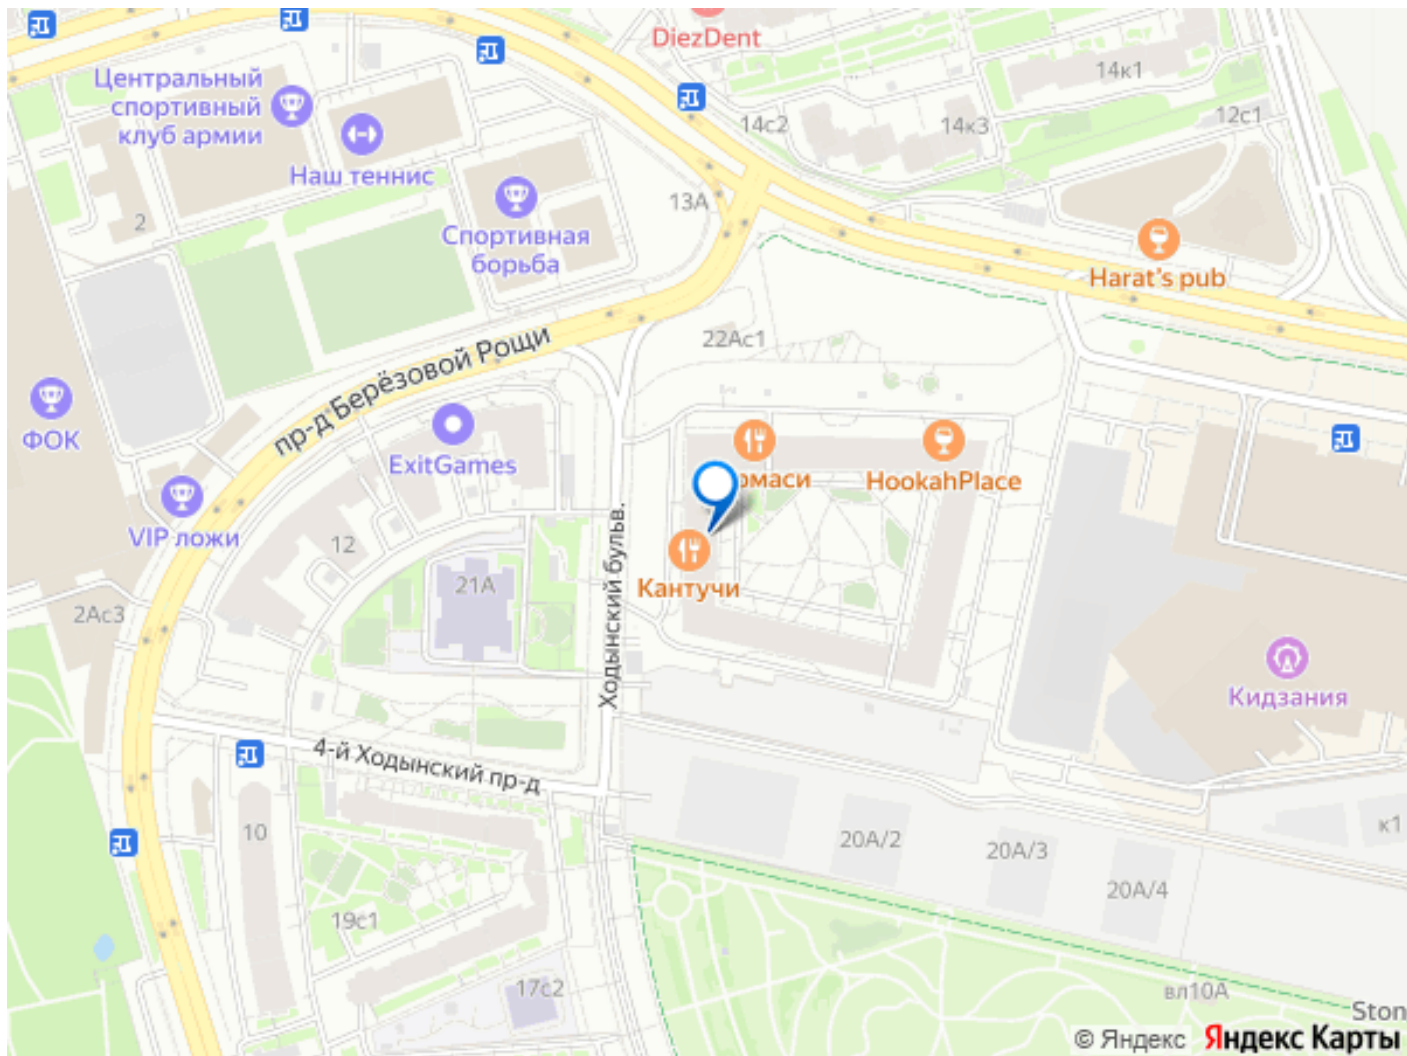 DiezDent
Центральный
спортивный
клуб армии
14к1
14с2
14к3
12с1
Наш теннис
13А
2
Спортивная
борьба
Harat's pub
22Ас1
пр-д Берёзовой Рощи
ФОК
ExitGames
рмаси
HookahPlace
VIP ложи
12
Ходынский бульв.
21А
Кантучи
2Ас3
Кидзания
4-й Ходынский пр-д
10
20А/2
20А/3
к1
20А/4
19с1
17с2
вл10А
Ston
© Яндекс Яндекс Карты